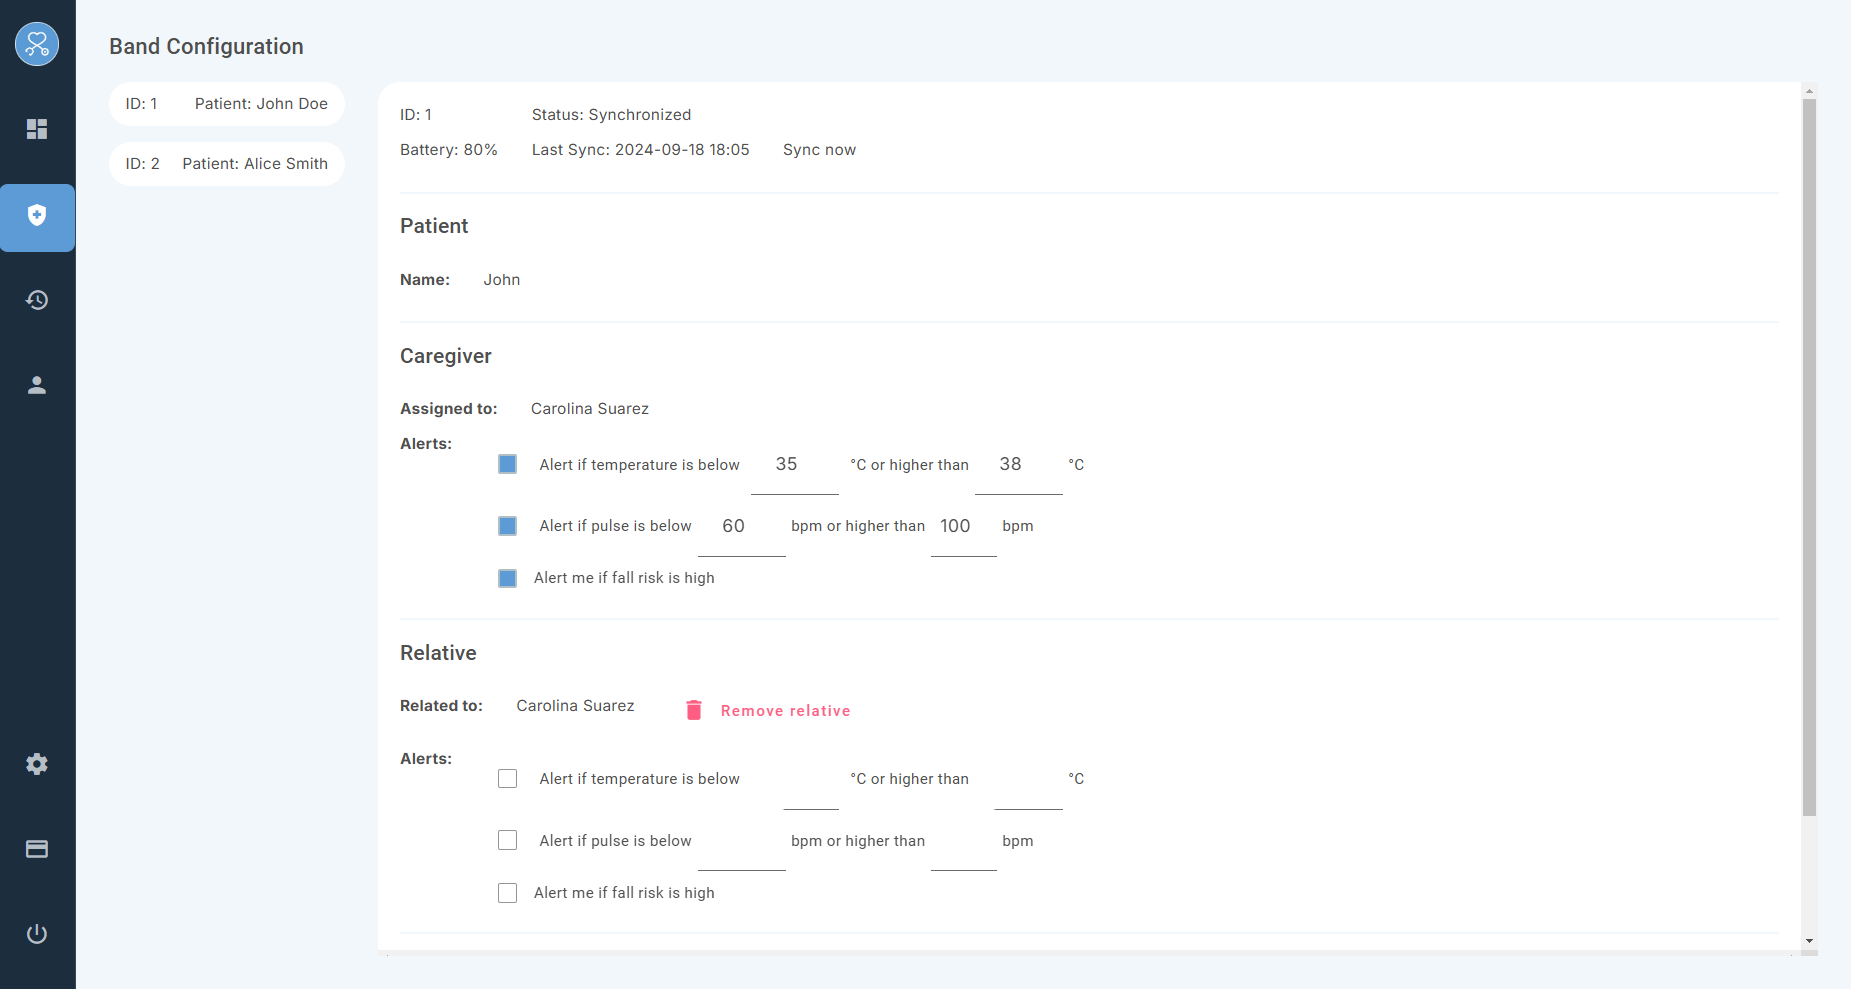 Band Configuration
ID: 1 Patient: John Doe
ID: 2 Patient: Alice Smith
ID: 1 Status: Synchronized
Battery: 80% Last Sync: 2024-09-18 18:05 Sync now
Patient
Name: John
Caregiver
Assigned to: Carolina Suarez
Alerts:
Alert if temperature is below 35 °C or higher than 38 °C
Alert if pulse is below 60 bpm or higher than 100 bpm
Alert me if fall risk is high
Relative
Related to: Carolina Suarez Remove relative
Alerts:
Alert if temperature is below °C or higher than °C
Alert if pulse is below bpm or higher than bpm
Alert me if fall risk is high